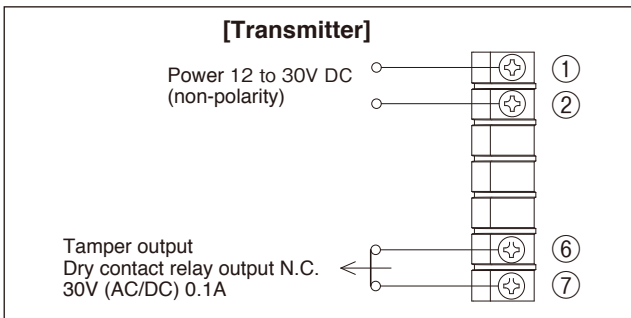 [Transmitter]
Power 12 to 30V DC
(non-polarity)
①
②
Tamper output
Dry contact relay output N.C.
30V (AC/DC) 0.1A
⑥
⑦